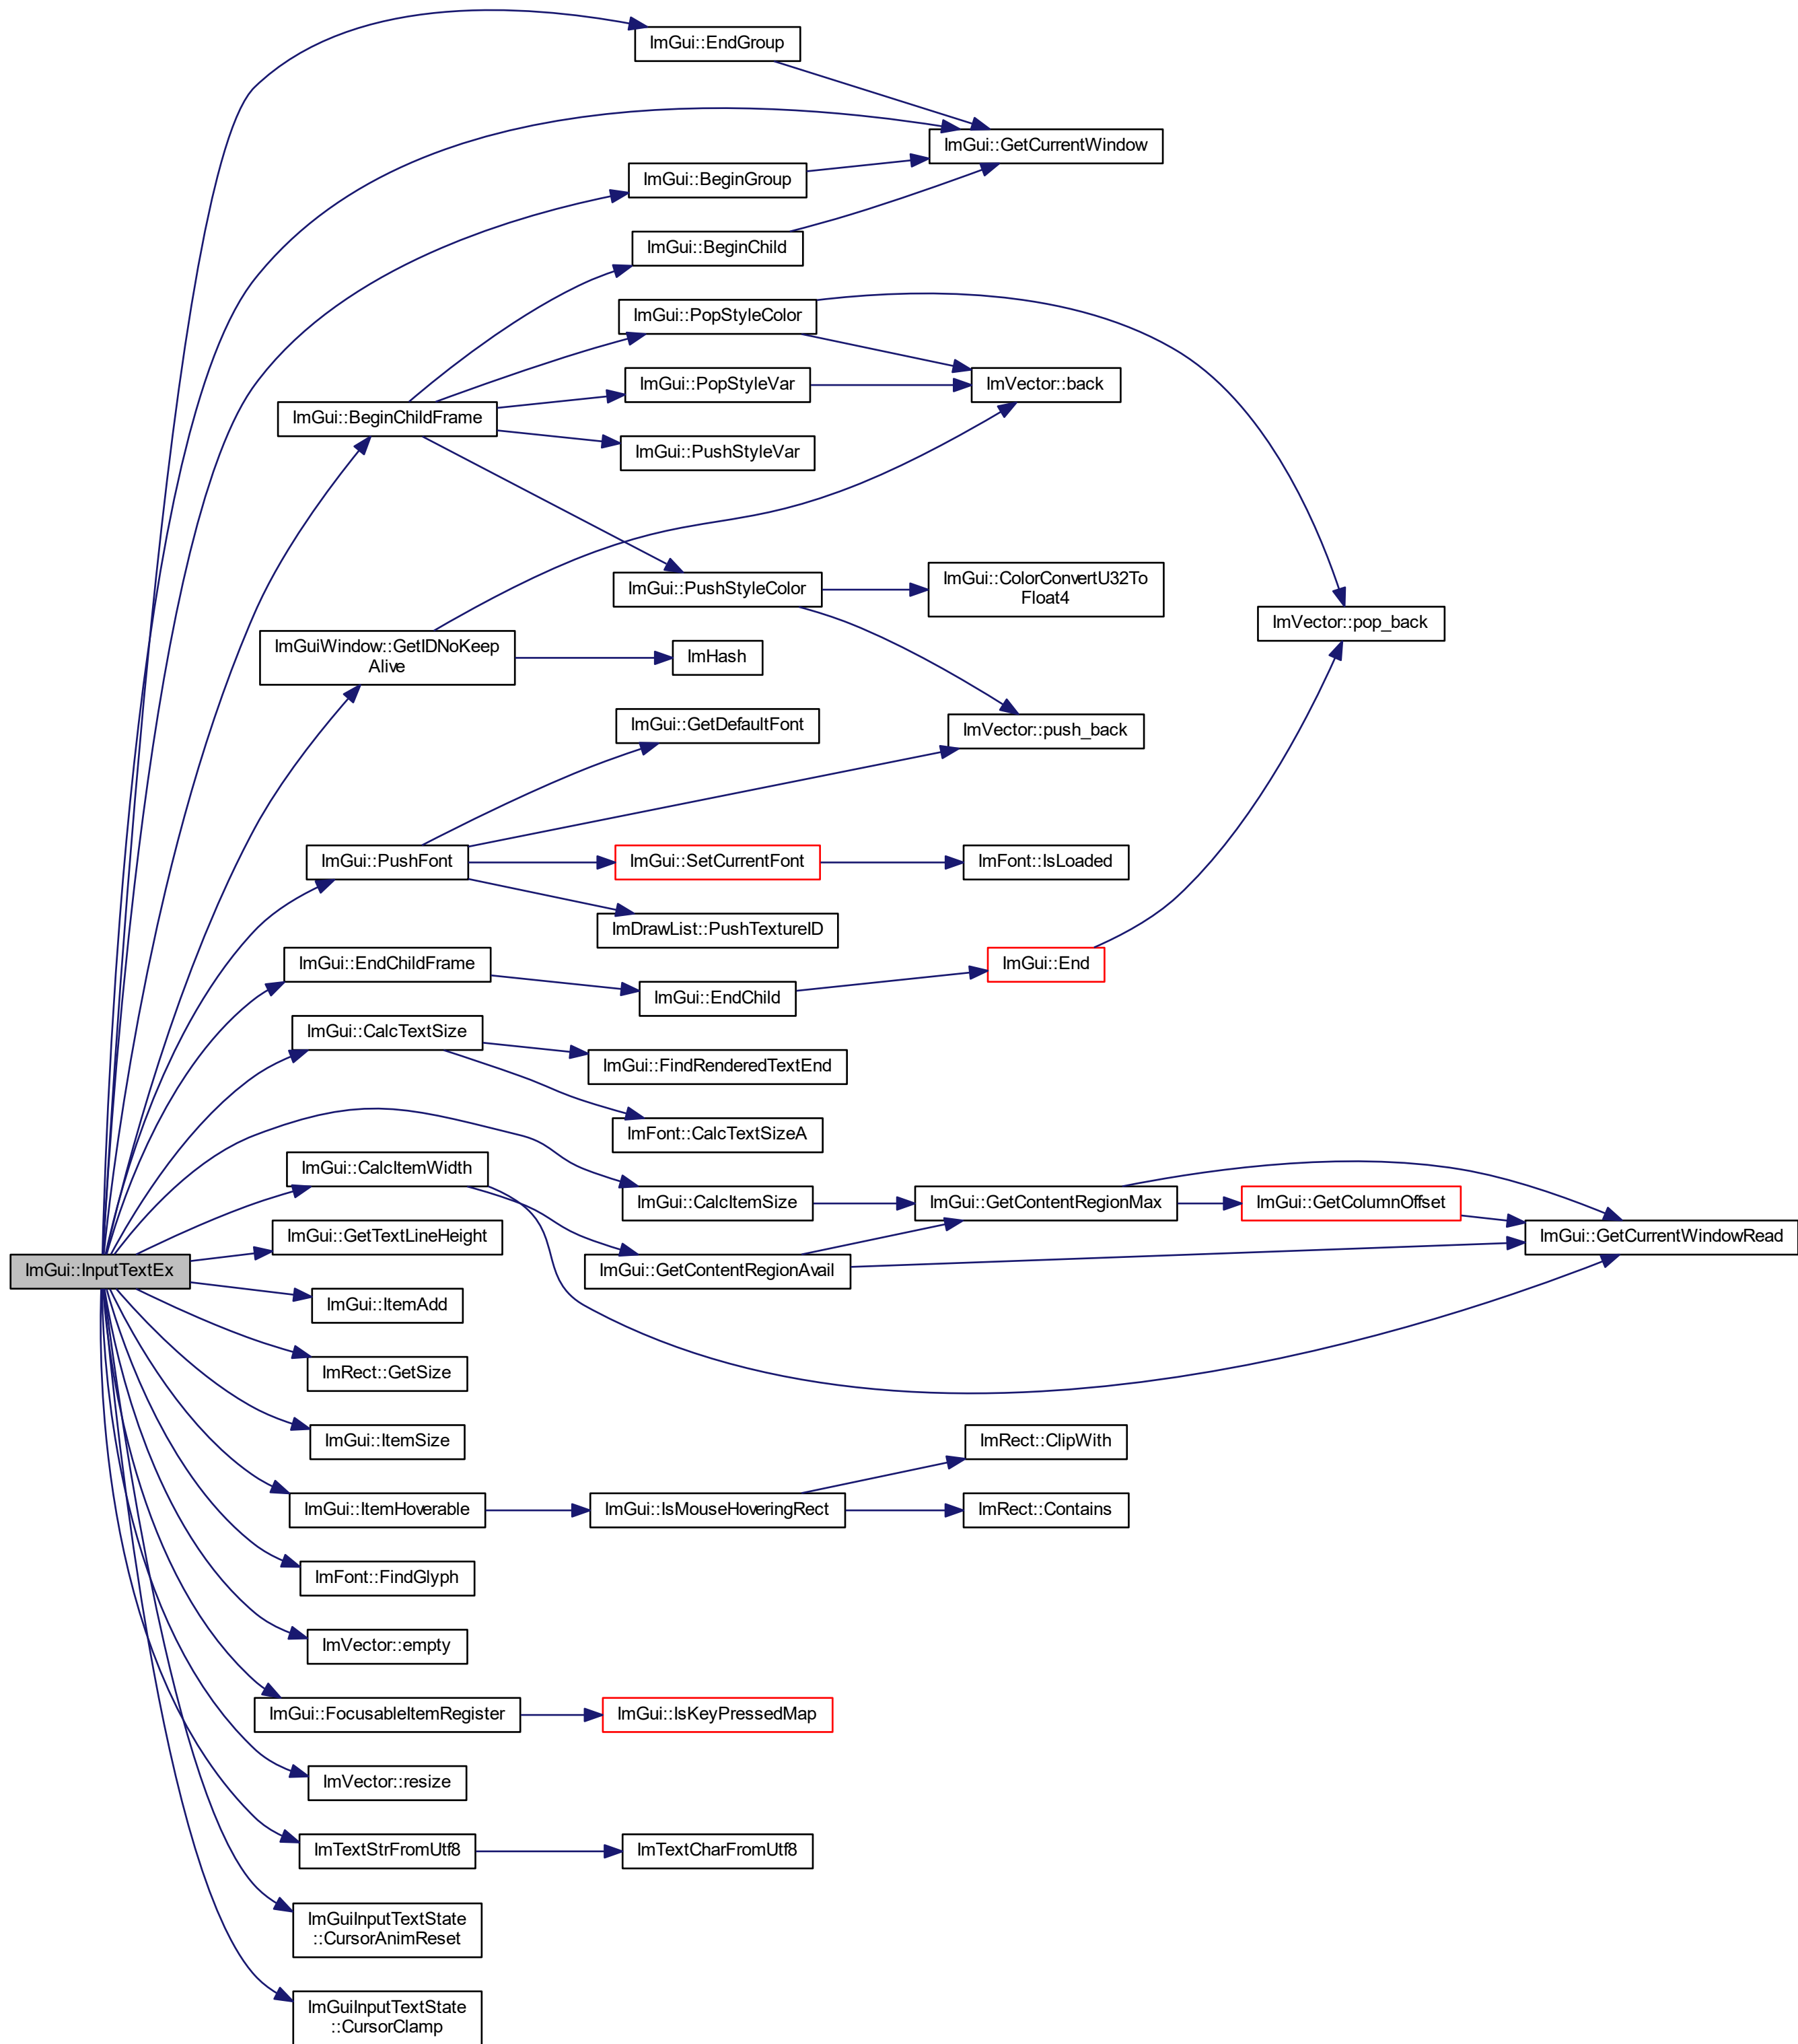 ImGui::EndGroup
ImGui::GetCurrentWindow
ImGui::BeginGroup
ImGui::BeginChild
ImGui::PopStyleColor
ImGui::PopStyleVar
ImVector::back
ImGui::BeginChildFrame
ImGui::PushStyleVar
ImGui::PushStyleColor
ImGui::ColorConvertU32To
Float4
ImVector::pop_back
ImGuiWindow::GetIDNoKeep
Alive
ImHash
ImGui::GetDefaultFont
ImVector::push_back
ImGui::PushFont
ImGui::SetCurrentFont
ImFont::IsLoaded
ImDrawList::PushTextureID
ImGui::EndChildFrame
ImGui::EndChild
ImGui::End
ImGui::CalcTextSize
ImGui::FindRenderedTextEnd
ImFont::CalcTextSizeA
ImGui::CalcItemWidth
ImGui::CalcItemSize
ImGui::GetContentRegionMax
ImGui::GetColumnOffset
ImGui::GetCurrentWindowRead
ImGui::GetTextLineHeight
ImGui::GetContentRegionAvail
ImGui::InputTextEx
ImGui::ItemAdd
ImRect::GetSize
ImGui::ItemSize
ImRect::ClipWith
ImGui::ItemHoverable
ImGui::IsMouseHoveringRect
ImRect::Contains
ImFont::FindGlyph
ImVector::empty
ImGui::FocusableItemRegister
ImGui::IsKeyPressedMap
ImVector::resize
ImTextStrFromUtf8
ImTextCharFromUtf8
ImGuiInputTextState
::CursorAnimReset
ImGuiInputTextState
::CursorClamp